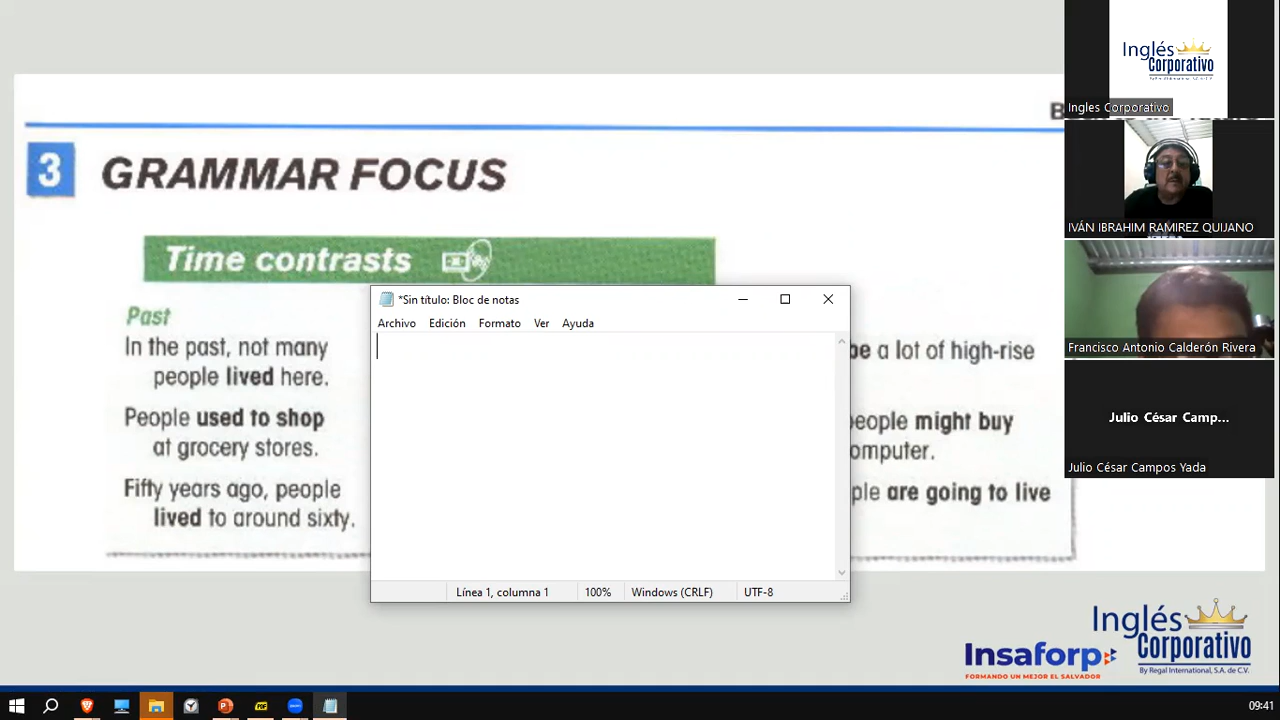 Inglés
Corporativo
Ingles Corporativo
3 GRAMMAR FOCUS
IVÁN IBRAHIM RAMIREZ QUIJANO
Time contrasts
*Sin título: Bloc de notas
Archivo Edición Formato Ver Ayuda
Past
In the past, not many
people lived here.
People used to shop
at grocery stores.
Fifty years ago, people
lived to around sixty.
be a lot of high-rise
people might buy
computer.
are going to live
Francisco Antonio Calderón Rivera
Julio César Camp...
Julio César Campos Yada
Línea 1, columna 1 100% Windows (CRLF) UTF-8
Insaforp
FORMANDO UN MEJOR EL SALVADOR
Inglés
Corporativo
By Regal International, S.A. de C.V.
09:41